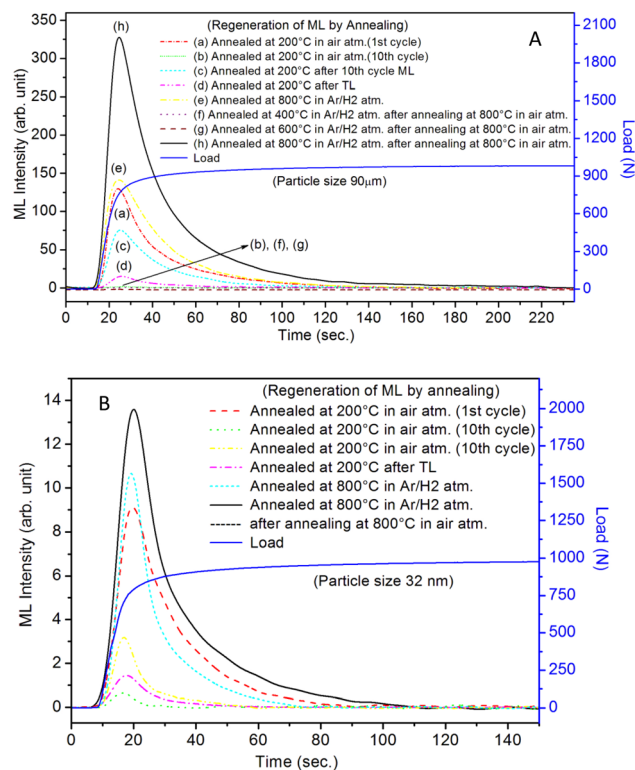 (h)
(Regeneration of ML by Annealing)
A
(a) Annealed at 200°C in air atm.(1st cycle)
(b) Annealed at 200°C in air atm.(10th cycle)
(c) Annealed at 200°C after 10th cycle ML
(d) Annealed at 200°C after TL
(e) Annealed at 800°C in Ar/H2 atm.
(f) Annealed at 400°C in Ar/H2 atm. after annealing at 800°C in air atm.
(g) Annealed at 600°C in Ar/H2 atm. after annealing at 800°C in air atm.
(h) Annealed at 800°C in Ar/H2 atm. after annealing at 800°C in air atm.
Load
(Particle size 90μm)
(e)
(a)
(c)
(d)
(b), (f), (g)
ML Intensity (arb. unit)
350
300
250
200
150
100
50
0
0 20 40 60 80 100 120 140 160 180 200 220
Time (sec.)
2100
1800
1500
1200
900
600
300
0
Load (N)
B
(Regeneration of ML by annealing)
Annealed at 200°C in air atm. (1st cycle)
Annealed at 200°C in air atm. (10th cycle)
Annealed at 200°C in air atm. (10th cycle)
Annealed at 200°C after TL
Annealed at 800°C in Ar/H2 atm.
Annealed at 800°C in Ar/H2 atm.
after annealing at 800°C in air atm.
Load
(Particle size 32 nm)
ML Intensity (arb. unit)
14
12
10
8
6
4
2
0
0 20 40 60 80 100 120 140
Time (sec.)
2000
1750
1500
1250
1000
750
500
250
0
Load (N)